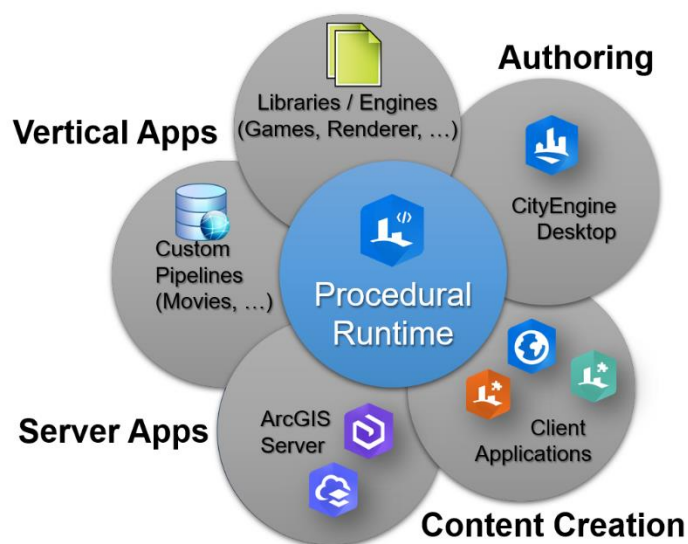 Authoring
Libraries / Engines
(Games, Renderer, …)
Vertical Apps
CityEngine
Desktop
Custom
Pipelines
(Movies, …)
</>
Procedural
Runtime
Server Apps
ArcGIS
Server
Client
Applications
Content Creation